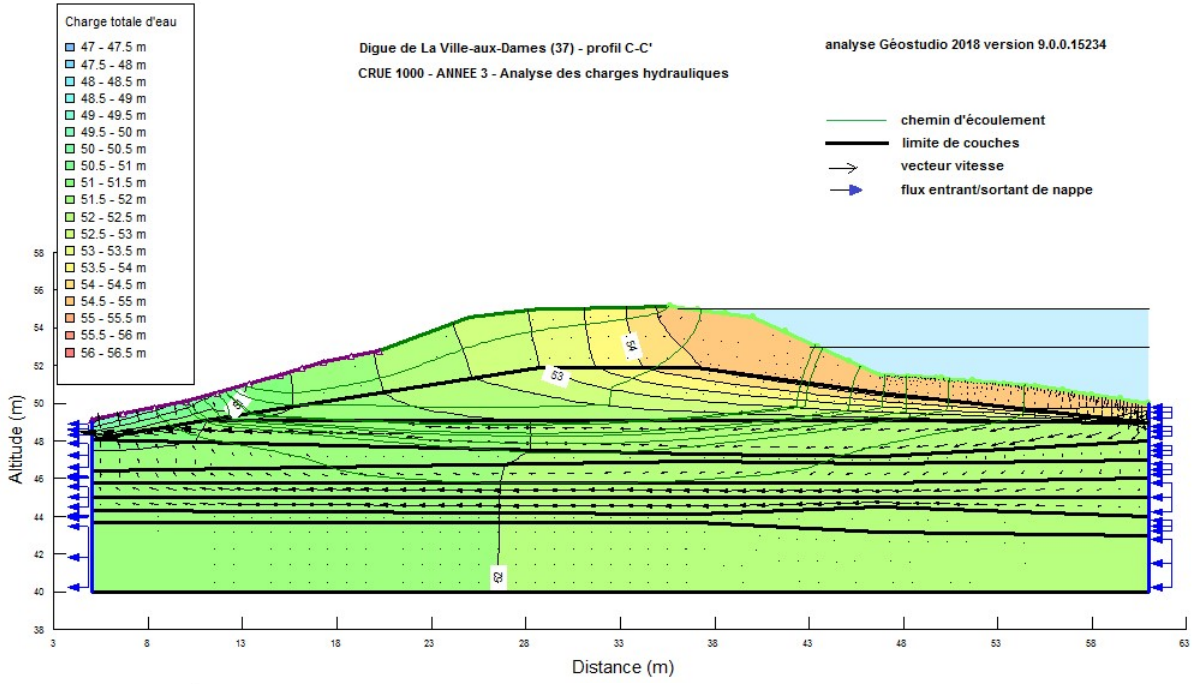 Charge totale d'eau
47 - 47.5 m
47.5 - 48 m
48 - 48.5 m
48.5 - 49 m
49 - 49.5 m
49.5 - 50 m
50 - 50.5 m
50.5 - 51 m
51 - 51.5 m
51.5 - 52 m
52 - 52.5 m
52.5 - 53 m
53 - 53.5 m
53.5 - 54 m
54 - 54.5 m
54.5 - 55 m
55 - 55.5 m
55.5 - 56 m
56 - 56.5 m
Digue de La Ville-aux-Dames (37) - profil C-C'
CRUE 1000 - ANNEE 3 - Analyse des charges hydrauliques
analyse Géostudio 2018 version 9.0.0.15234
chemin d'écoulement
limite de couches
vecteur vitesse
flux entrant/sortant de nappe
58
56
54
52
50
48
46
44
42
40
38
Altitude (m)
54
53
52
3 8 13 18 23 28 33 38 43 48 53 58 63
Distance (m)